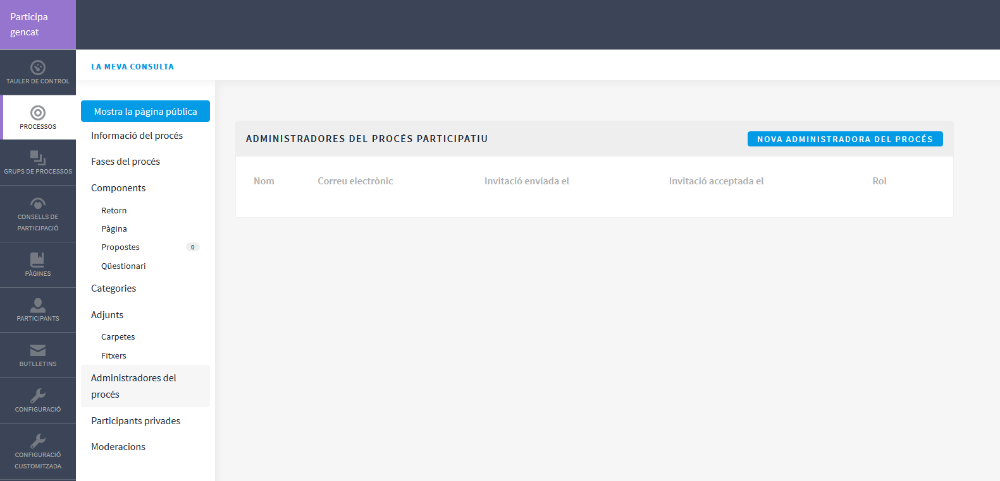 Participa
gencat
TAULER DE CONTROL
PROCESSOS
GRUPS DE PROCESSOS
CONSELLS DE
PARTICIPACIÓ
PÀGINES
PARTICIPANTS
BUTLLETINS
CONFIGURACIÓ
CONFIGURACIÓ
CUSTOMITZADA
LA MEVA CONSULTA
Mostra la pàgina pública
Informació del procés
Fases del procés
Components
Retorn
Pàgina
Propostes 0
Qüestionari
Categories
Adjunts
Carpetes
Fitxers
Administradores del
procés
Participants privades
Moderacions
ADMINISTRADORES DEL PROCÉS PARTICIPATIU NOVA ADMINISTRADORA DEL PROCÉS
Nom Correu electrònic Invitació enviada el Invitació acceptada el Rol